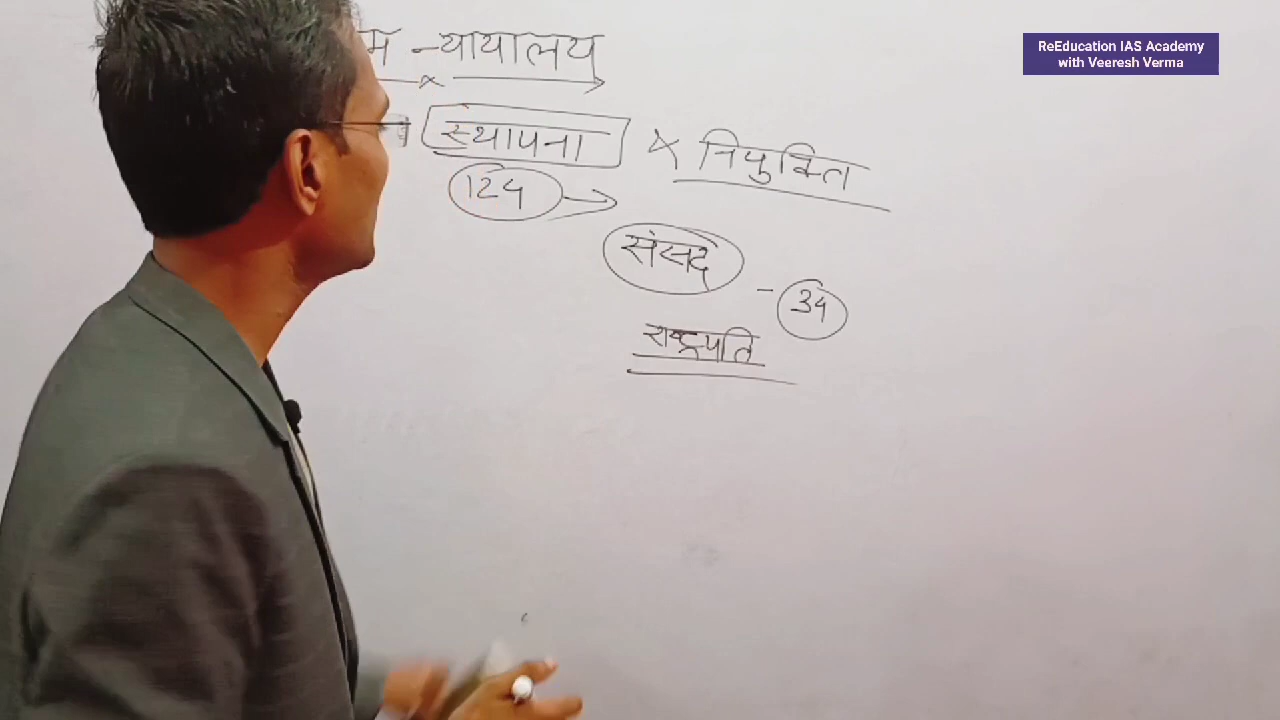 ReEducation IAS Academy
with Veeresh Verma
न्यायालय
स्थापना
× नियुक्ति
124 →
संसद
- 34
राष्ट्रपति